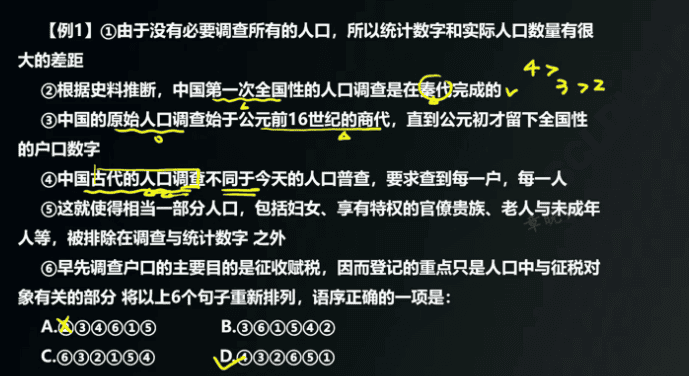 【例1】①由于没有必要调查所有的人口，所以统计数字和实际人口数量有很
大的差距
②根据史料推断，中国第一次全国性的人口调查是在秦代完成的
4>
3>2
③中国的原始人口调查始于公元前16世纪的商代，直到公元初才留下全国性
的户口数字
④中国古代的人口调查不同于今天的人口普查，要求查到每一户，每一人
⑤这就使得相当一部分人口，包括妇女、享有特权的官僚贵族、老人与未成年
人等，被排除在调查与统计数字 之外
⑥早先调查户口的主要目的是征收赋税，因而登记的重点只是人口中与征税对
象有关的部分 将以上6个句子重新排列，语序正确的一项是：
A.②③④⑥①⑤ B.③⑥①⑤④②
C.⑥③②①⑤④ D.④③②⑥⑤①